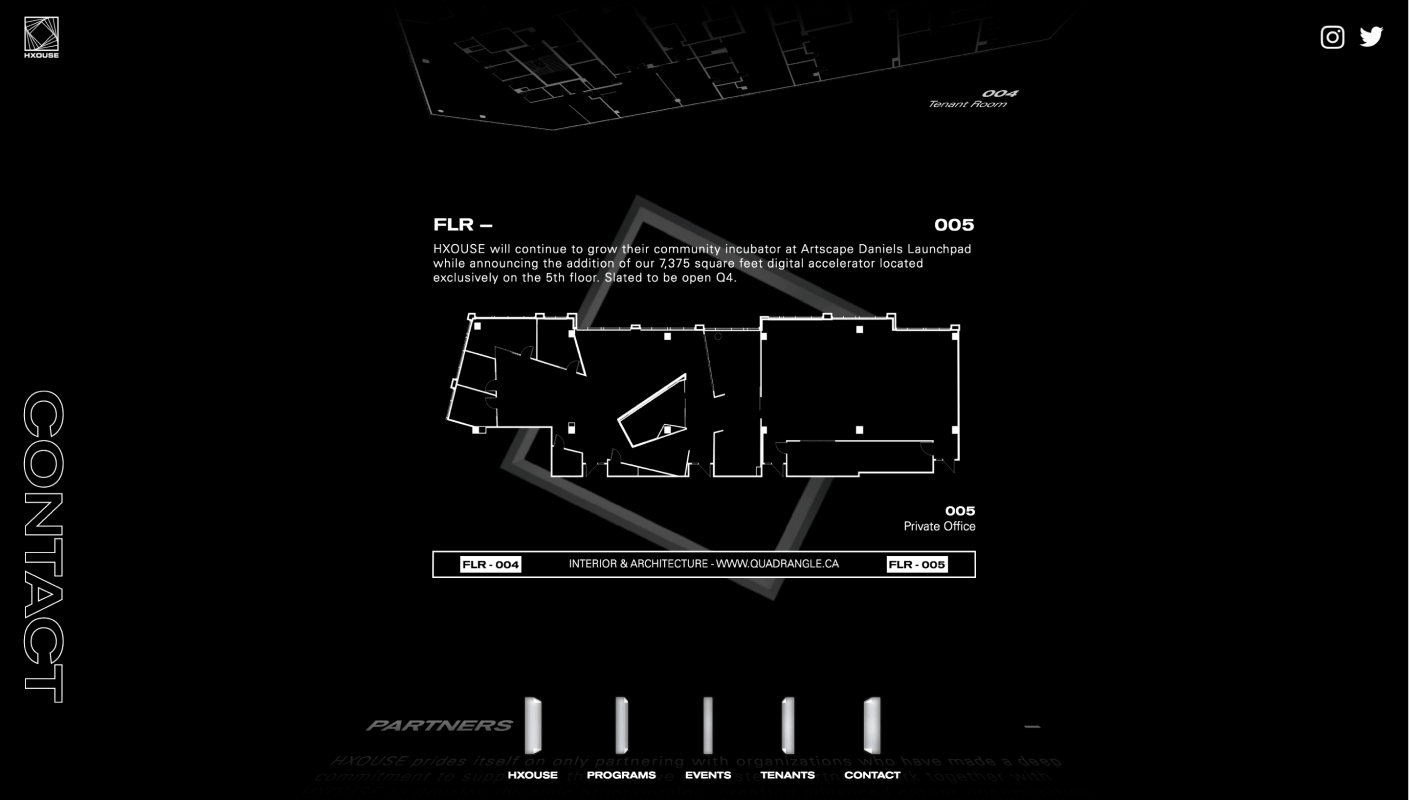 HXOUSE
004
Tenant Room
FLR – 005
HXOUSE will continue to grow their community incubator at Artscape Daniels Launchpad
while announcing the addition of our 7,375 square feet digital accelerator located
exclusively on the 5th floor. Slated to be open Q4.
005
Private Office
FLR - 004 INTERIOR & ARCHITECTURE - WWW.QUADRANGLE.CA FLR - 005
CONTACT
PARTNERS –
HXOUSE prides itself on only partnering with organizations who have made a deep
commitment to
HXOUSE PROGRAMS EVENTS TENANTS CONTACT